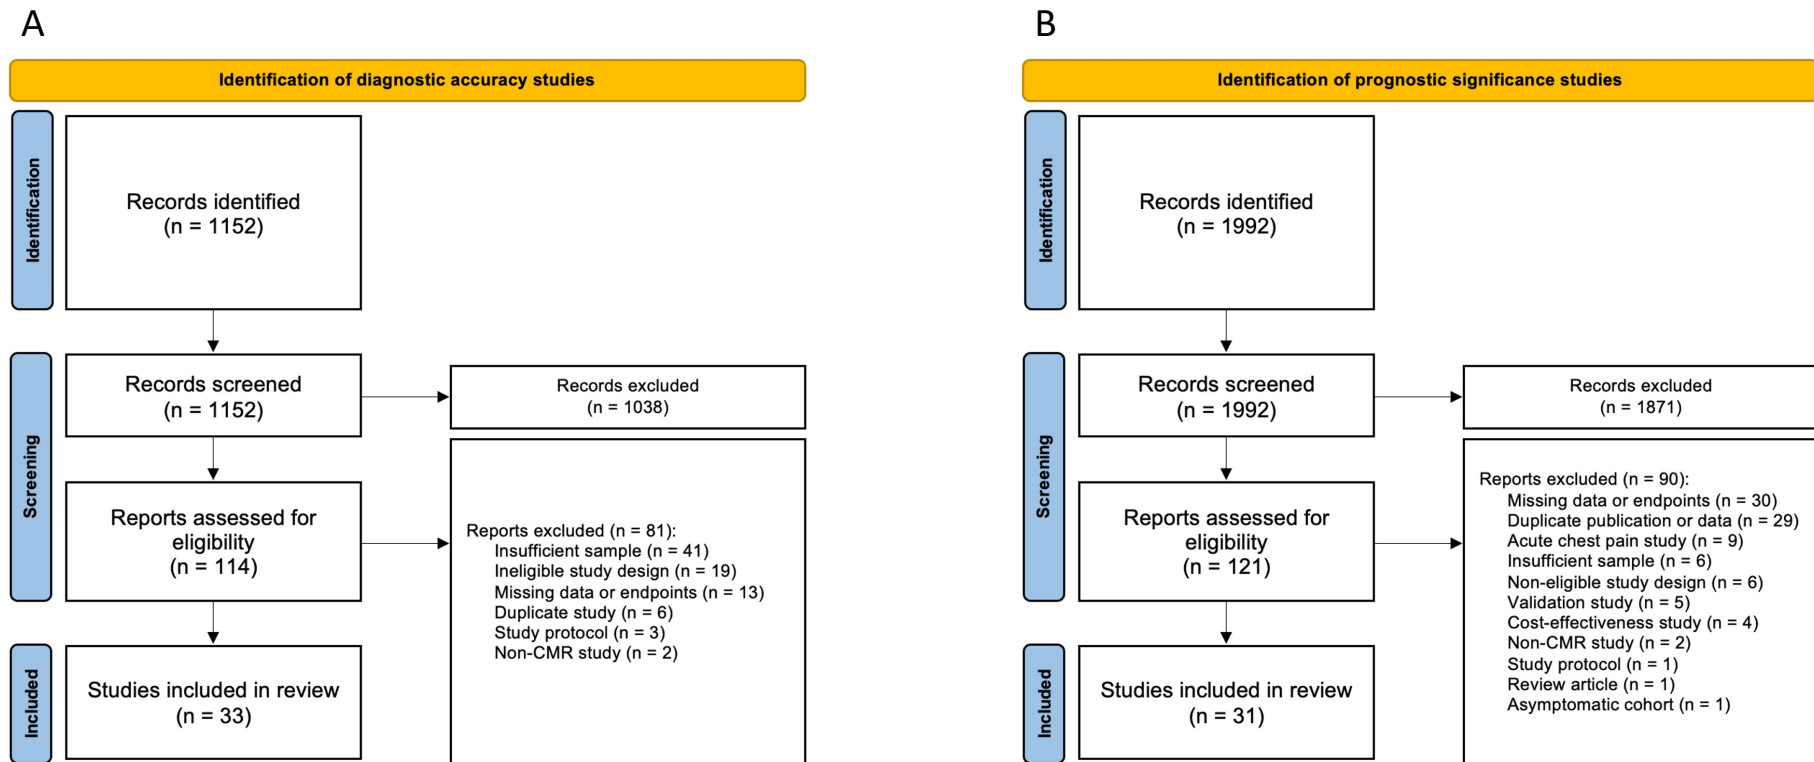 A
Identification of diagnostic accuracy studies
Identification
Records identified
(n = 1152)
Screening
Records screened
(n = 1152)
Records excluded
(n = 1038)
Reports assessed for
eligibility
(n = 114)
Reports excluded (n = 81):
Insufficient sample (n = 41)
Ineligible study design (n = 19)
Missing data or endpoints (n = 13)
Duplicate study (n = 6)
Study protocol (n = 3)
Non-CMR study (n = 2)
Included
Studies included in review
(n = 33)
B
Identification of prognostic significance studies
Identification
Records identified
(n = 1992)
Screening
Records screened
(n = 1992)
Records excluded
(n = 1871)
Reports assessed for
eligibility
(n = 121)
Reports excluded (n = 90):
Missing data or endpoints (n = 30)
Duplicate publication or data (n = 29)
Acute chest pain study (n = 9)
Insufficient sample (n = 6)
Non-eligible study design (n = 6)
Validation study (n = 5)
Cost-effectiveness study (n = 4)
Non-CMR study (n = 2)
Study protocol (n = 1)
Review article (n = 1)
Asymptomatic cohort (n = 1)
Included
Studies included in review
(n = 31)